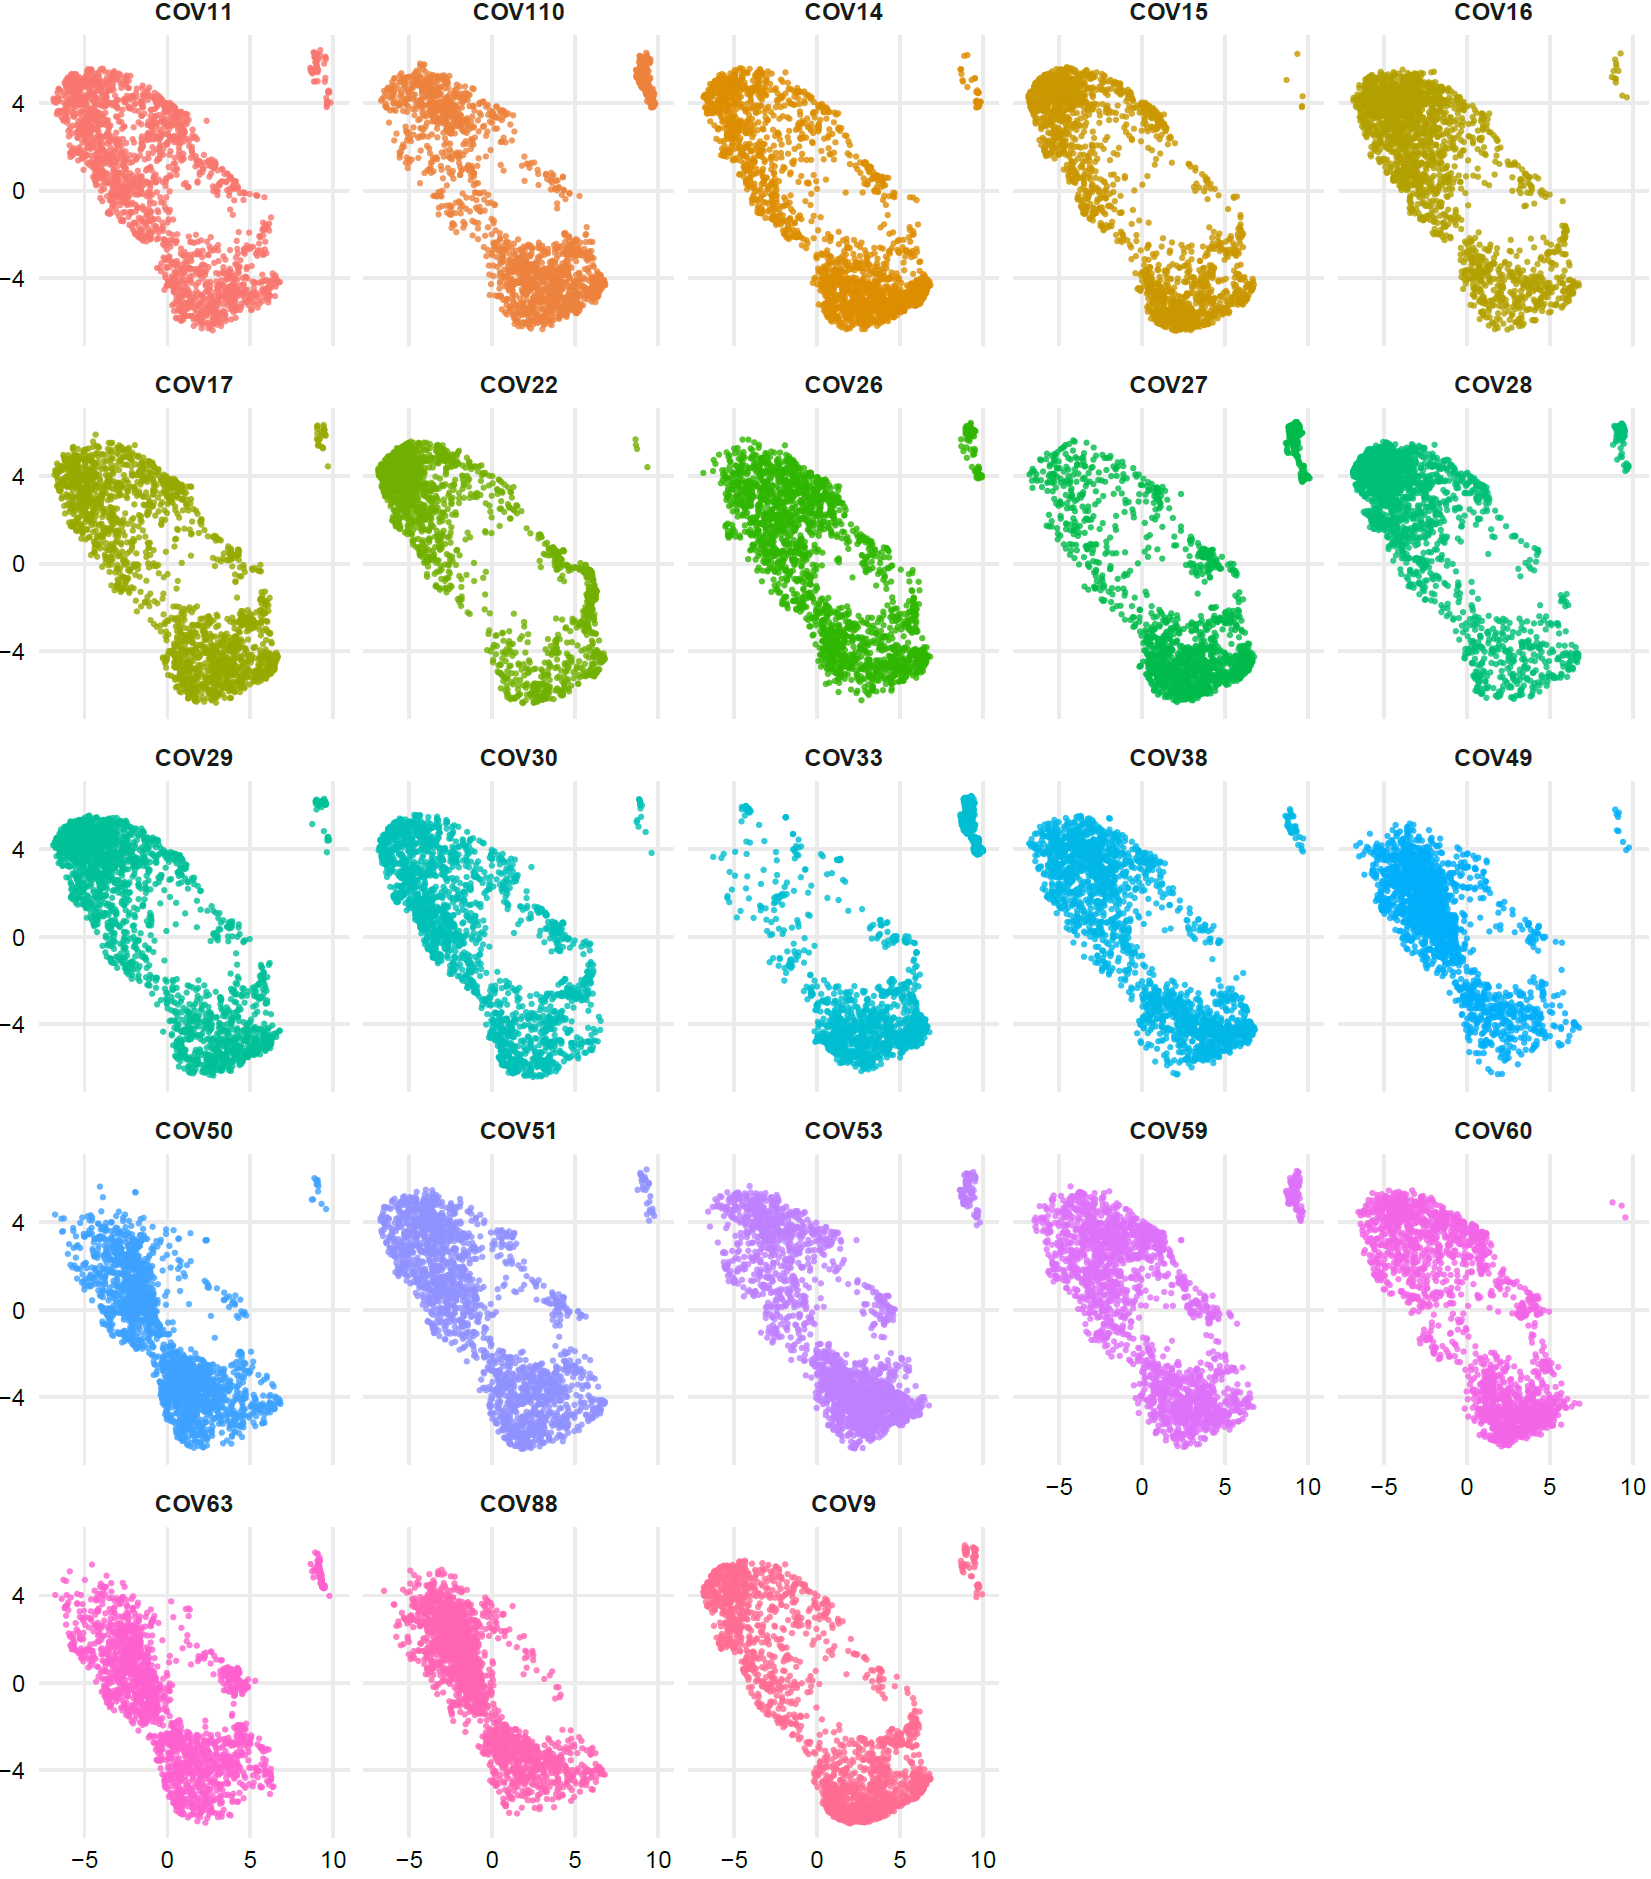 COV11 COV110 COV14 COV15 COV16
4
0
−4
COV17 COV22 COV26 COV27 COV28
4
0
−4
COV29 COV30 COV33 COV38 COV49
4
0
−4
COV50 COV51 COV53 COV59 COV60
4
0
−4
−5 0 5 10 −5 0 5 10
COV63 COV88 COV9
4
0
−4
−5 0 5 10 −5 0 5 10 −5 0 5 10